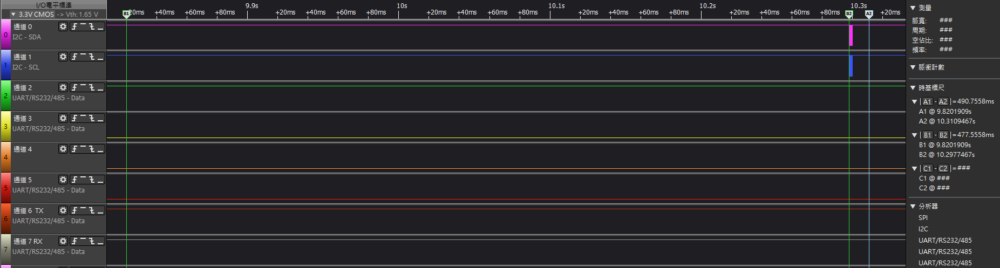 I/O電平標準
3.3V CMOS -> Vth: 1.65 V
20ms +40ms +60ms +80ms 9.9s +20ms +40ms +60ms +80ms 10s +20ms +40ms +60ms +80ms 10.1s +20ms +40ms +60ms +80ms 10.2s +20ms +40ms +60ms +80ms 10.3s +20ms
B1 B2 A2
0
通道 0
I2C - SDA
1
通道 1
I2C - SCL
2
通道 2
UART/RS232/485 - Data
3
通道 3
UART/RS232/485 - Data
4
通道 4
5
通道 5
UART/RS232/485 - Data
6
通道 6 TX
UART/RS232/485 - Data
7
通道 7 RX
UART/RS232/485 - Data
測量
脈寬: ###
周期: ###
空佔比: ###
頻率: ###
脈衝計數
時基標尺
| A1 - A2 |=490.7558ms
A1 @ 9.8201909s
A2 @ 10.3109467s
| B1 - B2 |=477.5558ms
B1 @ 9.8201909s
B2 @ 10.2977467s
| C1 - C2 |=###
C1 @ ###
C2 @ ###
分析器
SPI
I2C
UART/RS232/485
UART/RS232/485
UART/RS232/485